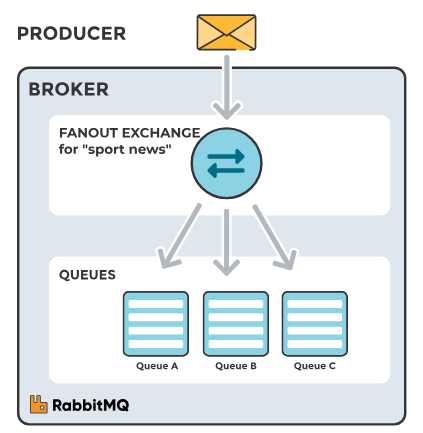 PRODUCER
BROKER
FANOUT EXCHANGE
for "sport news"
QUEUES
Queue A
Queue B
Queue C
RabbitMQ